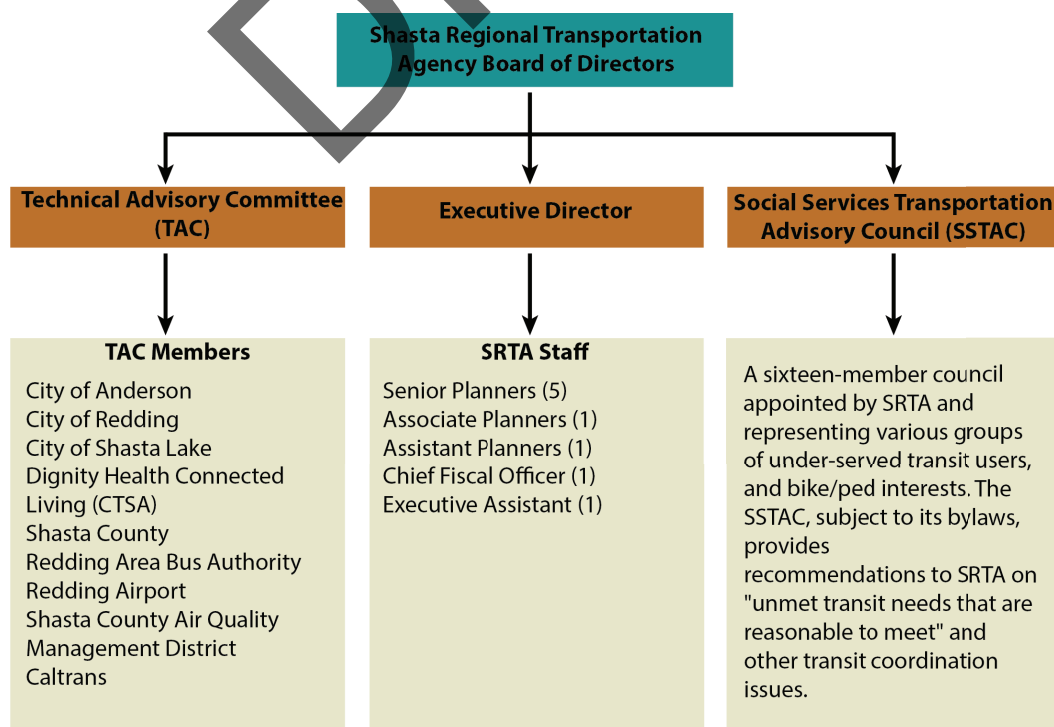 Shasta Regional Transportation
Agency Board of Directors
Technical Advisory Committee
(TAC)
Executive Director
Social Services Transportation
Advisory Council (SSTAC)
TAC Members
City of Anderson
City of Redding
City of Shasta Lake
Dignity Health Connected
Living (CTSA)
Shasta County
Redding Area Bus Authority
Redding Airport
Shasta County Air Quality
Management District
Caltrans
SRTA Staff
Senior Planners (5)
Associate Planners (1)
Assistant Planners (1)
Chief Fiscal Officer (1)
Executive Assistant (1)
A sixteen-member council
appointed by SRTA and
representing various groups
of under-served transit users,
and bike/ped interests. The
SSTAC, subject to its bylaws,
provides
recommendations to SRTA on
"unmet transit needs that are
reasonable to meet" and
other transit coordination
issues.